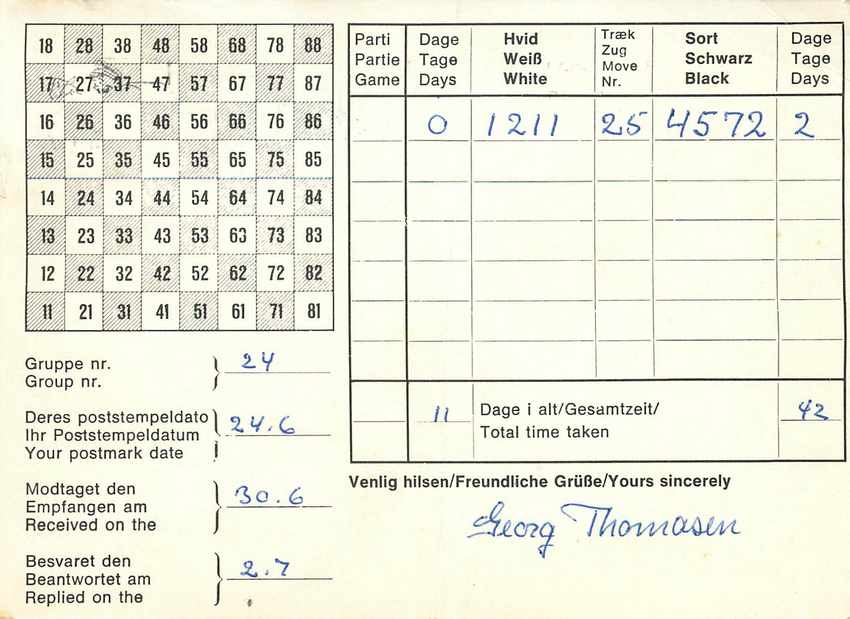 18 28 38 48 58 68 78 88
17 27 37 47 57 67 77 87
16 26 36 46 56 66 76 86
15 25 35 45 55 65 75 85
14 24 34 44 54 64 74 84
13 23 33 43 53 63 73 83
12 22 32 42 52 62 72 82
11 21 31 41 51 61 71 81
Gruppe nr.
Group nr.
24
Deres poststempeldato
Ihr Poststempeldatum
Your postmark date
24.6
Modtaget den
Empfangen am
Received on the
30.6
Besvaret den
Beantwortet am
Replied on the
2.7
Parti
Partie
Game
Dage
Tage
Days
Hvid
Weiß
White
Træk
Zug
Move
Nr.
Sort
Schwarz
Black
Dage
Tage
Days
0 1211 25 4572 2
11 Dage i alt/Gesamtzeit/ 42
Total time taken
Venlig hilsen/Freundliche Grüße/Yours sincerely
Georg Thomasen